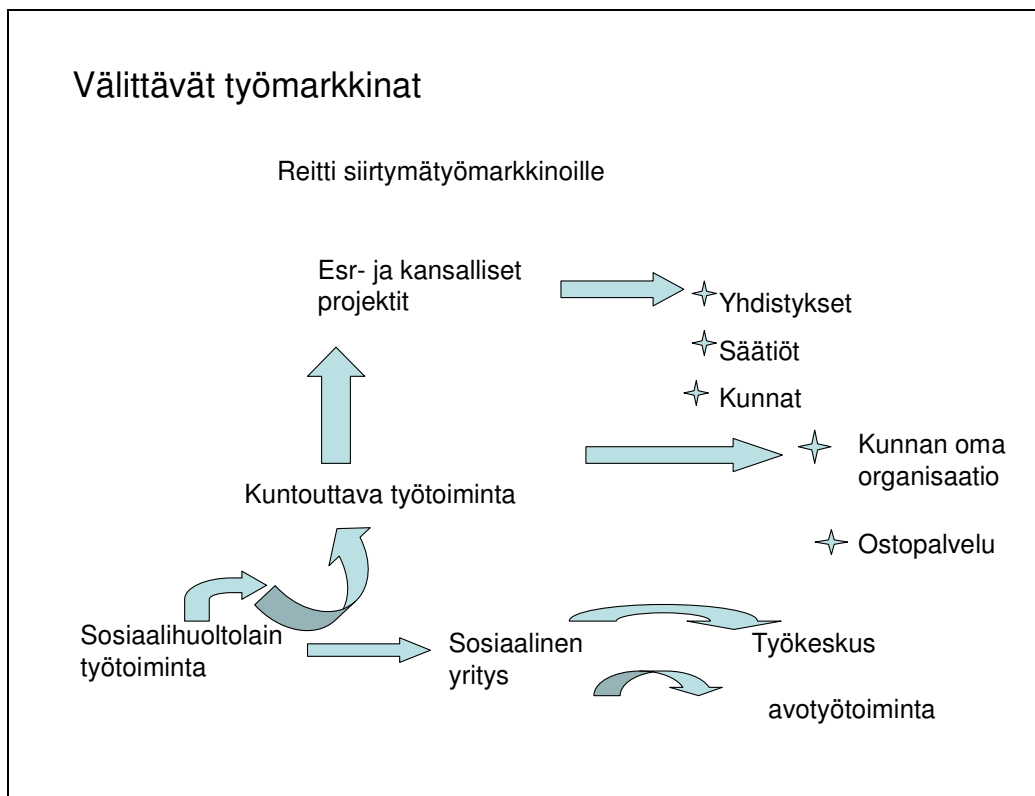 Välittävät työmarkkinat
Reitti siirtymätyömarkkinoille
Esr- ja kansalliset
projektit
Yhdistykset
Säätiöt
Kunnat
Kunnan oma
organisaatio
Kuntouttava työtoiminta
Ostopalvelu
Sosiaalihuoltolain
työtoiminta
Sosiaalinen
yritys
Työkeskus
avotyötoiminta